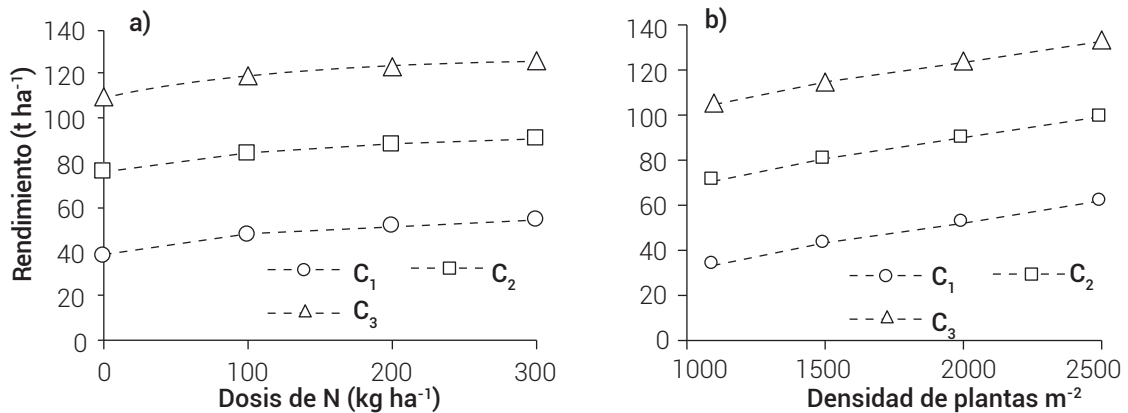 a)
Rendimiento (t ha⁻¹)
140
120
100
80
60
40
20
0
0 100 200 300
Dosis de N (kg ha⁻¹)
C₁ C₂
C₃
b)
140
120
100
80
60
40
20
0
1000 1500 2000 2500
Densidad de plantas m⁻²
C₁ C₂
C₃